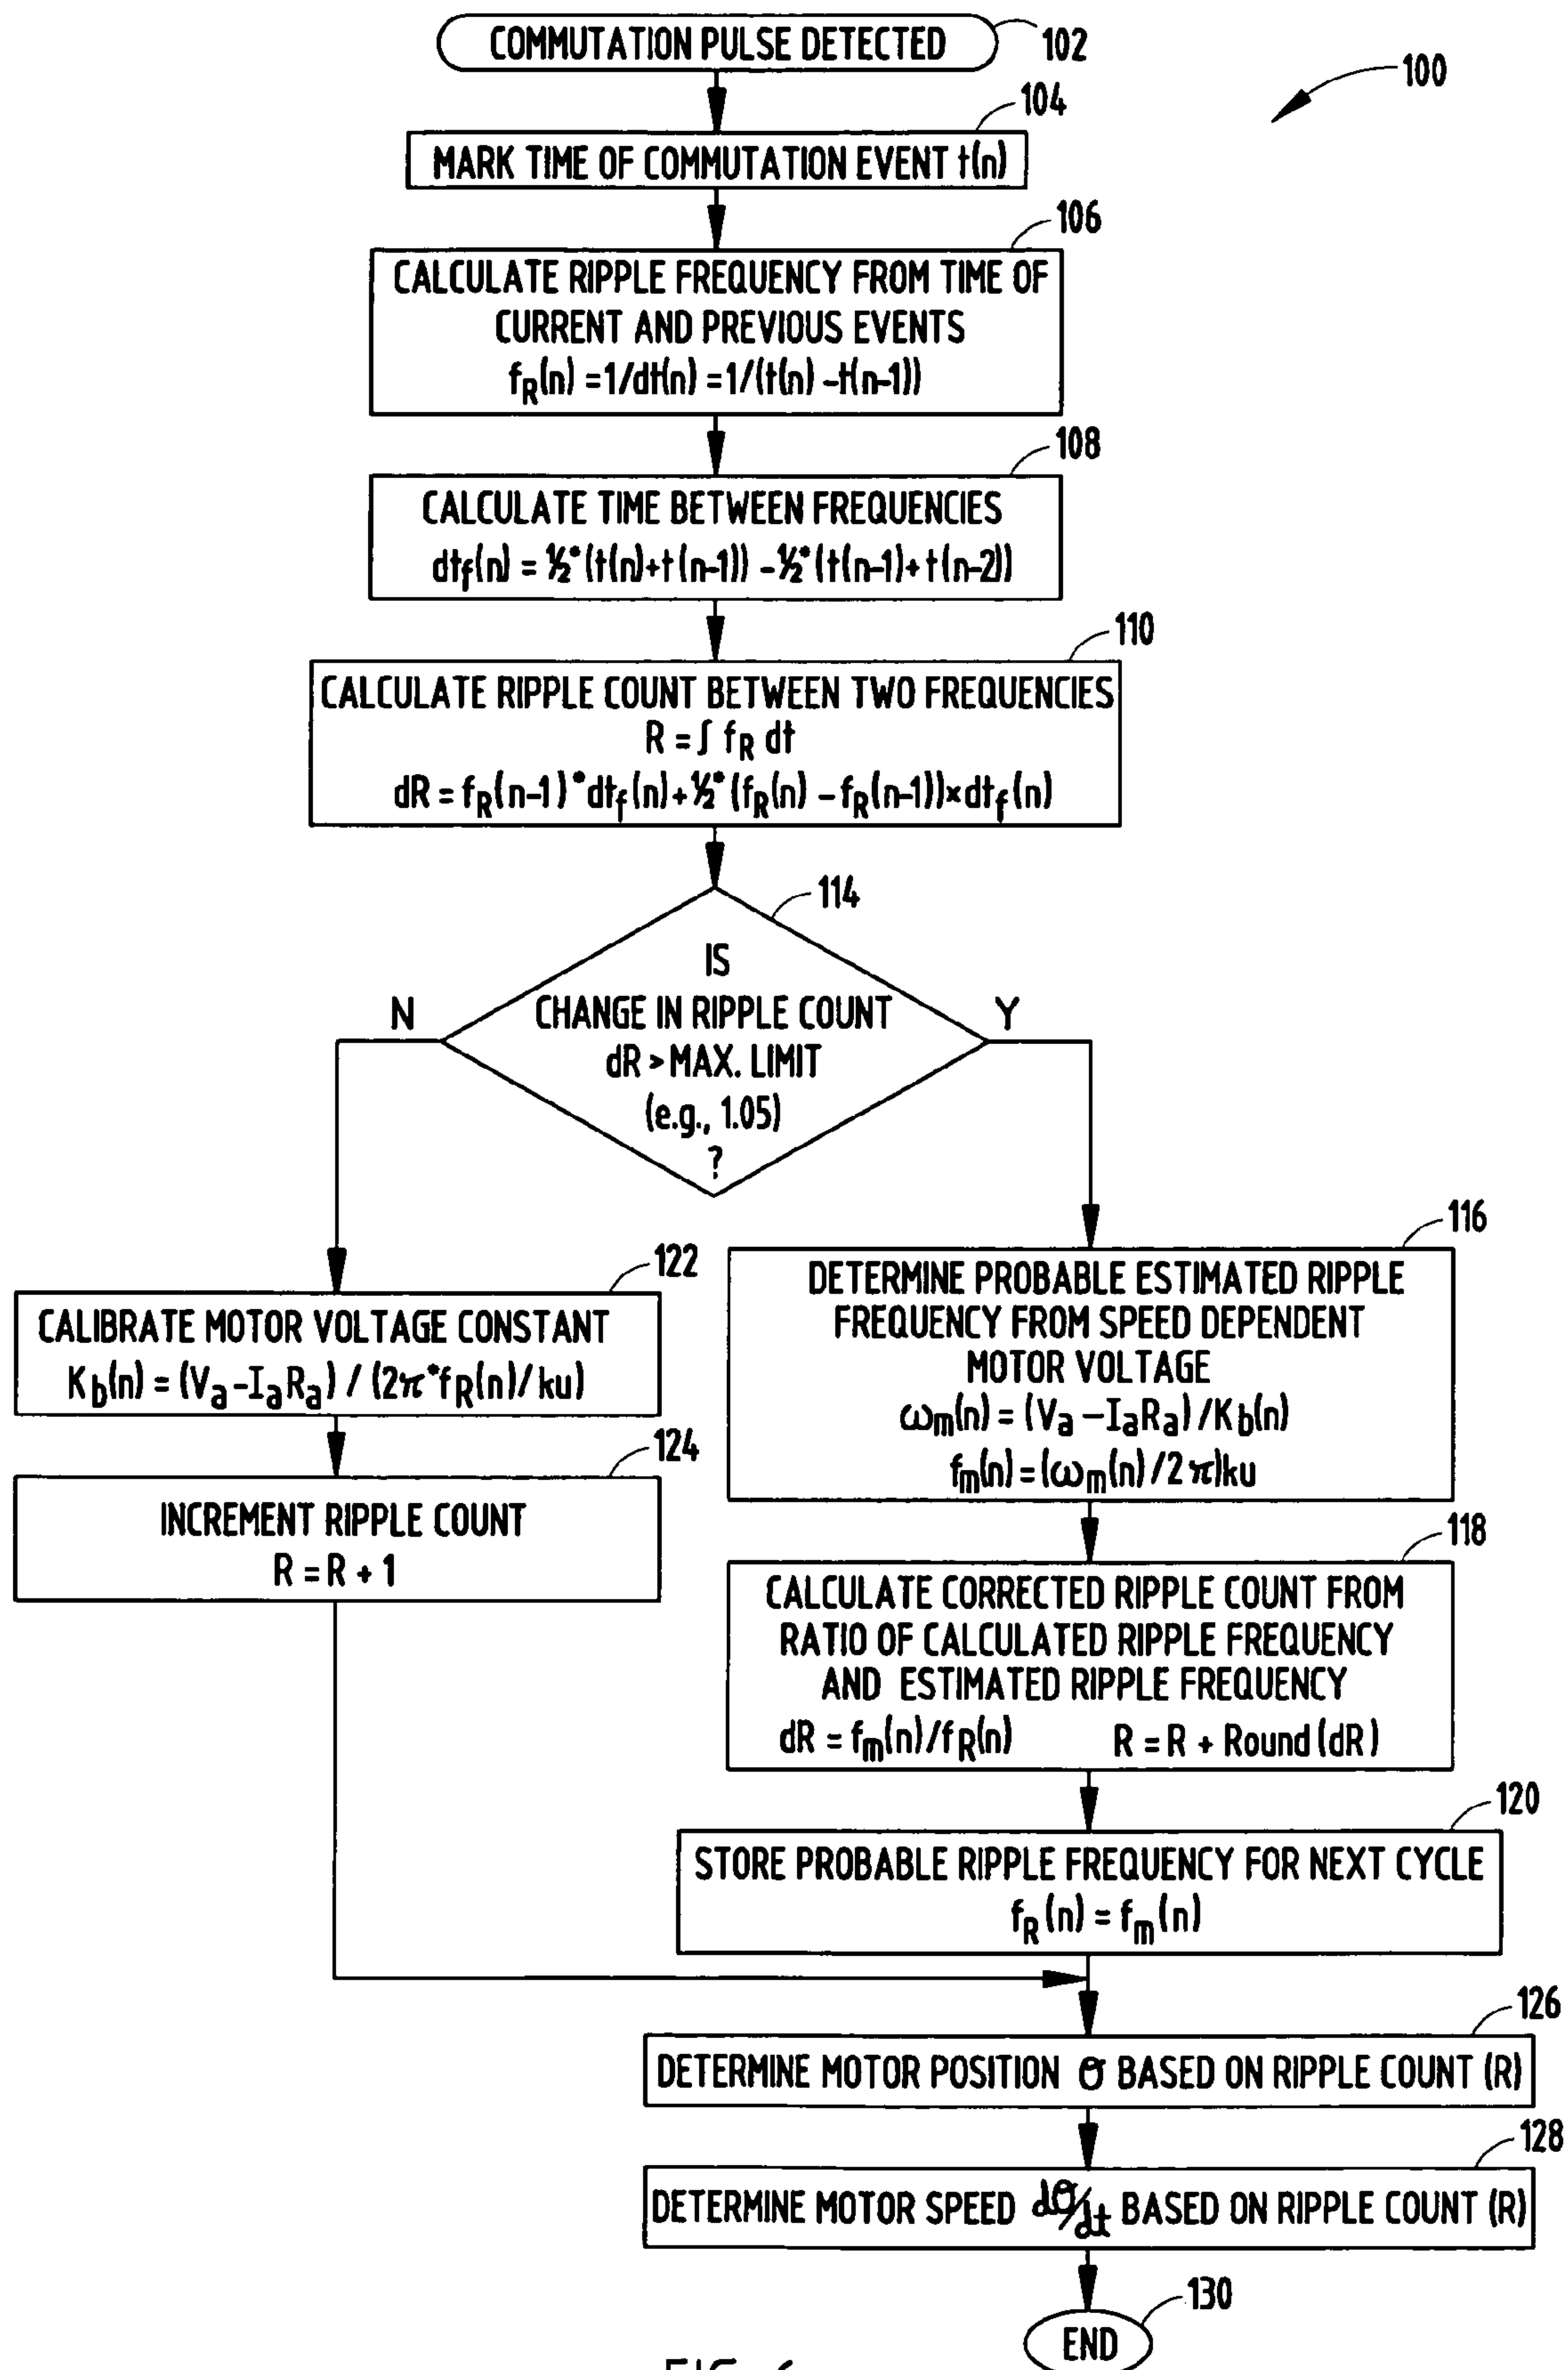 COMMUTATION PULSE DETECTED
102
100
104
MARK TIME OF COMMUTATION EVENT t(n)
106
CALCULATE RIPPLE FREQUENCY FROM TIME OF
CURRENT AND PREVIOUS EVENTS
fR(n) =1/dt(n) =1/(t(n) -t(n-1))
108
CALCULATE TIME BETWEEN FREQUENCIES
dtf(n) = ½*(t(n)+t(n-1)) -½*(t(n-1)+t(n-2))
110
CALCULATE RIPPLE COUNT BETWEEN TWO FREQUENCIES
R = ∫ fR dt
dR = fR(n-1)*dtf(n)+½*(fR(n) -fR(n-1))×dtf(n)
114
IS
CHANGE IN RIPPLE COUNT
dR > MAX. LIMIT
(e.g., 1.05)
?
N
Y
122
CALIBRATE MOTOR VOLTAGE CONSTANT
Kb(n) = (Va-IaRa) / (2π*fR(n)/ku)
124
INCREMENT RIPPLE COUNT
R = R + 1
116
DETERMINE PROBABLE ESTIMATED RIPPLE
FREQUENCY FROM SPEED DEPENDENT
MOTOR VOLTAGE
ωm(n) = (Va -IaRa) /Kb(n)
fm(n) = (ωm(n)/2π)ku
118
CALCULATE CORRECTED RIPPLE COUNT FROM
RATIO OF CALCULATED RIPPLE FREQUENCY
AND ESTIMATED RIPPLE FREQUENCY
dR = fm(n)/fR(n) R = R + Round (dR)
120
STORE PROBABLE RIPPLE FREQUENCY FOR NEXT CYCLE
fR(n) = fm(n)
126
DETERMINE MOTOR POSITION θ BASED ON RIPPLE COUNT (R)
128
DETERMINE MOTOR SPEED dθ/dt BASED ON RIPPLE COUNT (R)
130
END